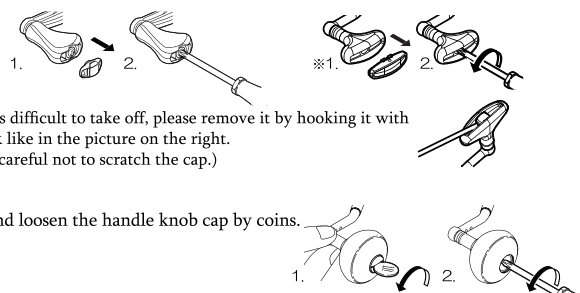 1. 2. ※1. 2.
s difficult to take off, please remove it by hooking it with
k like in the picture on the right.
careful not to scratch the cap.)
nd loosen the handle knob cap by coins.
1. 2.